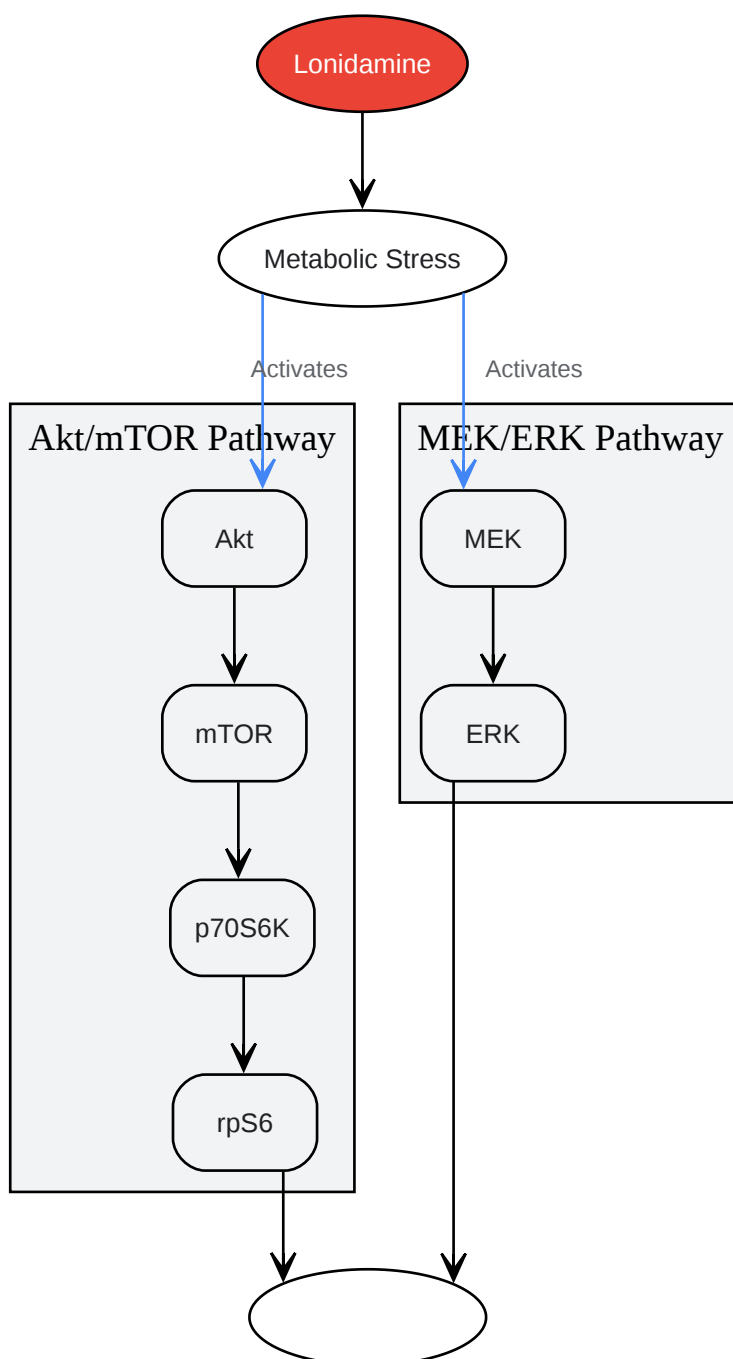 Lonidamine
Metabolic Stress
Activates
Activates
Akt/mTOR Pathway
MEK/ERK Pathway
Akt
MEK
mTOR
ERK
p70S6K
rpS6